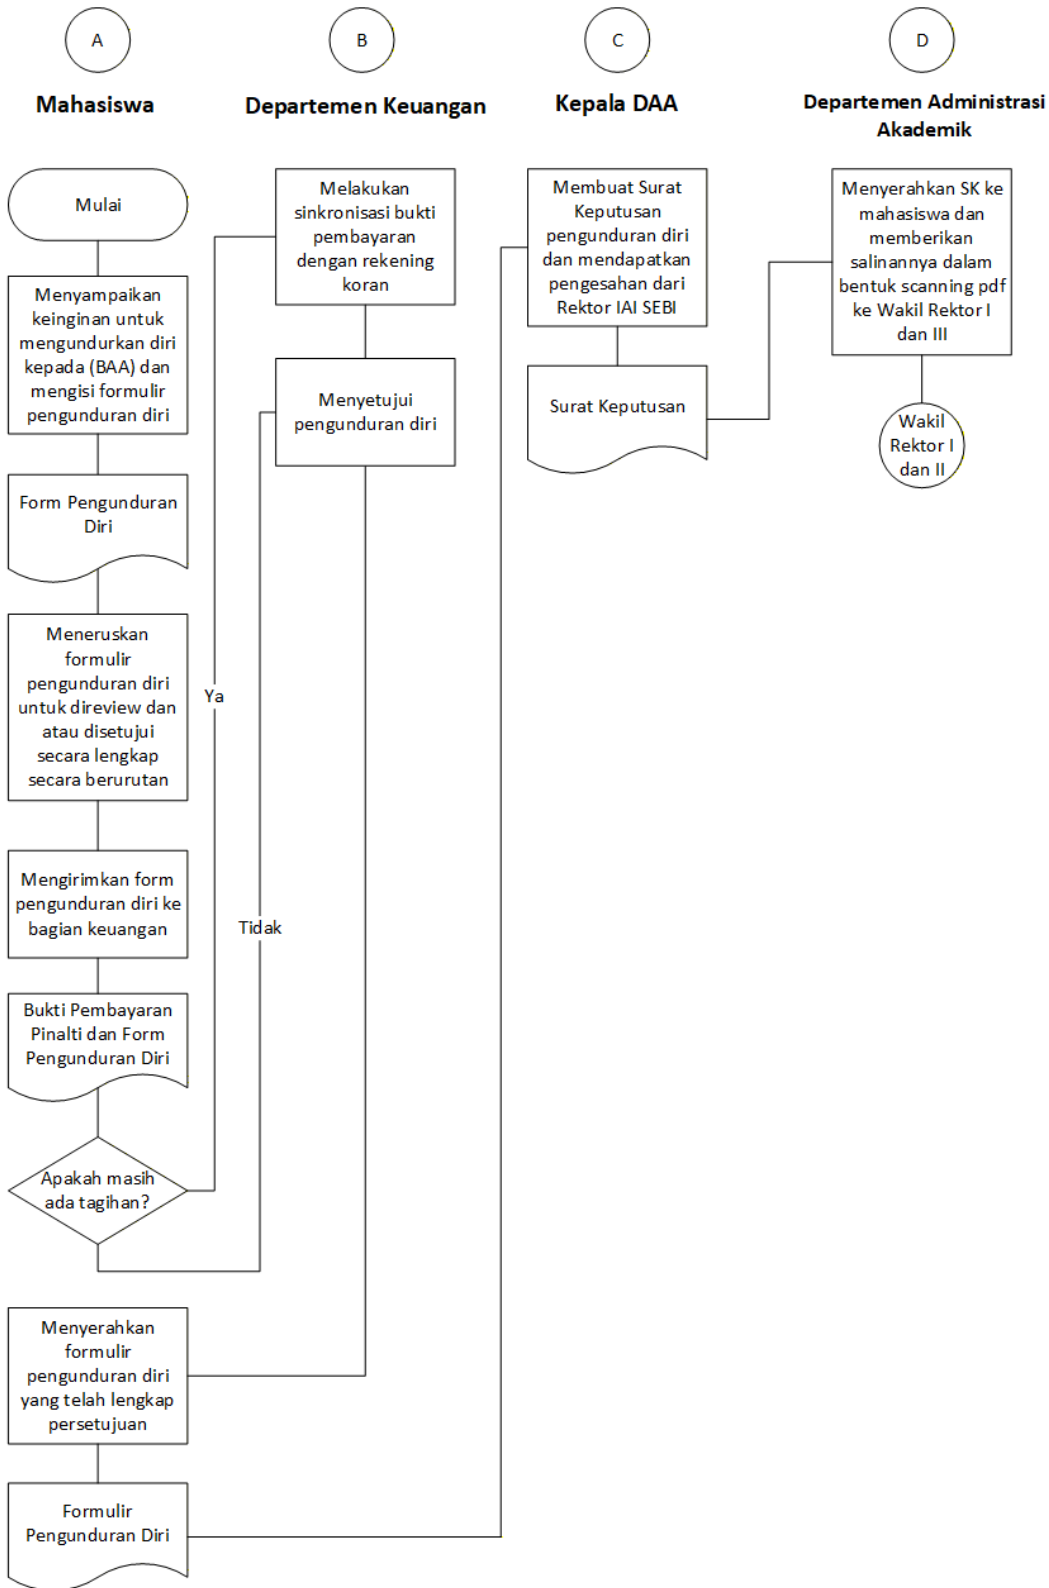 A
Mahasiswa
Mulai
Menyampaikan
keinginan untuk
mengundurkan diri
kepada (BAA) dan
mengisi formulir
pengunduran diri
Form Pengunduran
Diri
Meneruskan
formulir
pengunduran diri
untuk direview dan
atau disetujui
secara lengkap
secara berurutan
Mengirimkan form
pengunduran diri ke
bagian keuangan
Bukti Pembayaran
Pinalti dan Form
Pengunduran Diri
Apakah masih
ada tagihan?
Ya
Tidak
Menyerahkan
formulir
pengunduran diri
yang telah lengkap
persetujuan
Formulir
Pengunduran Diri
B
Departemen Keuangan
Melakukan
sinkronisasi bukti
pembayaran
dengan rekening
koran
Menyetujui
pengunduran diri
C
Kepala DAA
Membuat Surat
Keputusan
pengunduran diri
dan mendapatkan
pengesahan dari
Rektor IAI SEBI
Surat Keputusan
D
Departemen Administrasi
Akademik
Menyerahkan SK ke
mahasiswa dan
memberikan
salinannya dalam
bentuk scanning pdf
ke Wakil Rektor I
dan III
Wakil
Rektor I
dan II